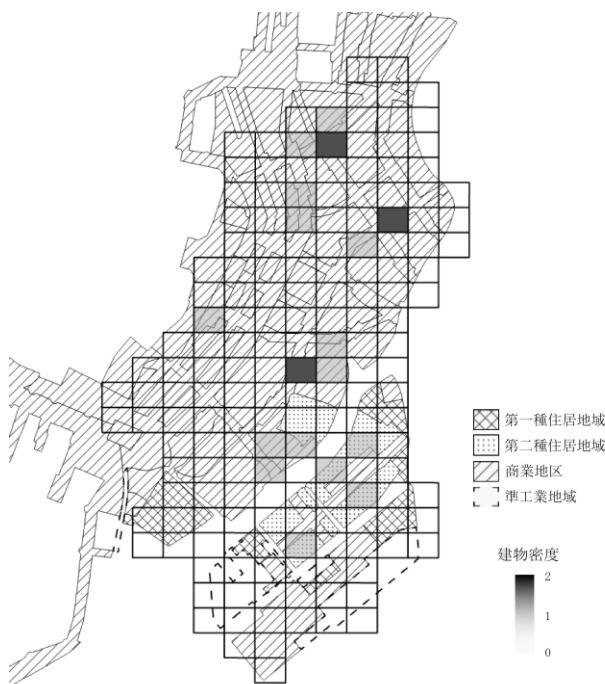 第一種住居地域
第二種住居地域
商業地区
準工業地域
建物密度
2
1
0